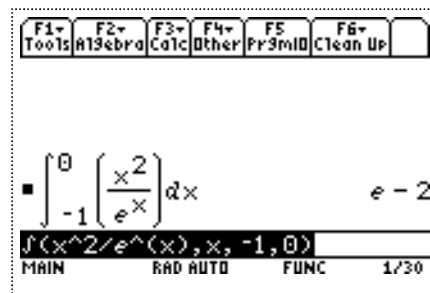 F1▾ F2▾ F3▾ F4▾ F5 F6▾
Tools Algebra Calc Other PrgmIO Clean Up
■ ∫ 0 -1 (x^2 / e^x) dx e - 2
∫(x^2/e^(x),x,-1,0)
MAIN RAD AUTO FUNC 1/30